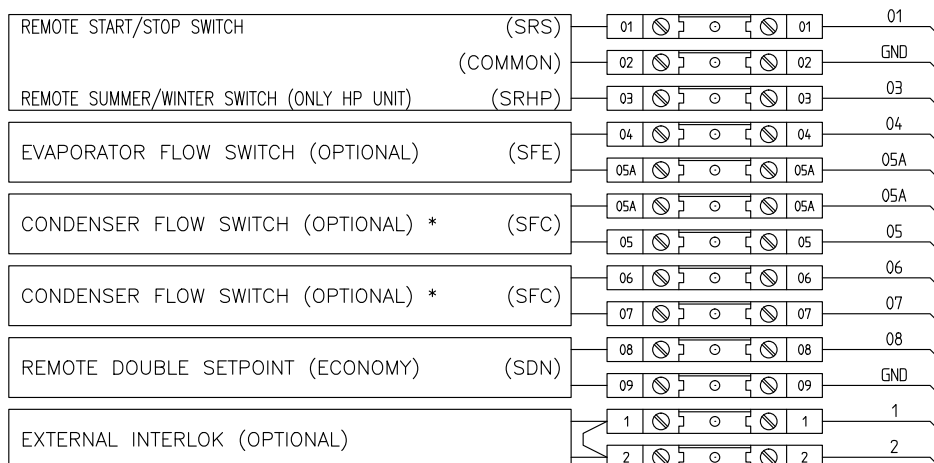 REMOTE START/STOP SWITCH (SRS) 01 01 01
(COMMON) 02 02 GND
REMOTE SUMMER/WINTER SWITCH (ONLY HP UNIT) (SRHP) 03 03 03
04 04 04
EVAPORATOR FLOW SWITCH (OPTIONAL) (SFE)
05A 05A 05A
05A 05A 05A
CONDENSER FLOW SWITCH (OPTIONAL) * (SFC)
05 05 05
06 06 06
CONDENSER FLOW SWITCH (OPTIONAL) * (SFC)
07 07 07
08 08 08
REMOTE DOUBLE SETPOINT (ECONOMY) (SDN)
09 09 GND
1 1 1
EXTERNAL INTERLOK (OPTIONAL)
2 2 2